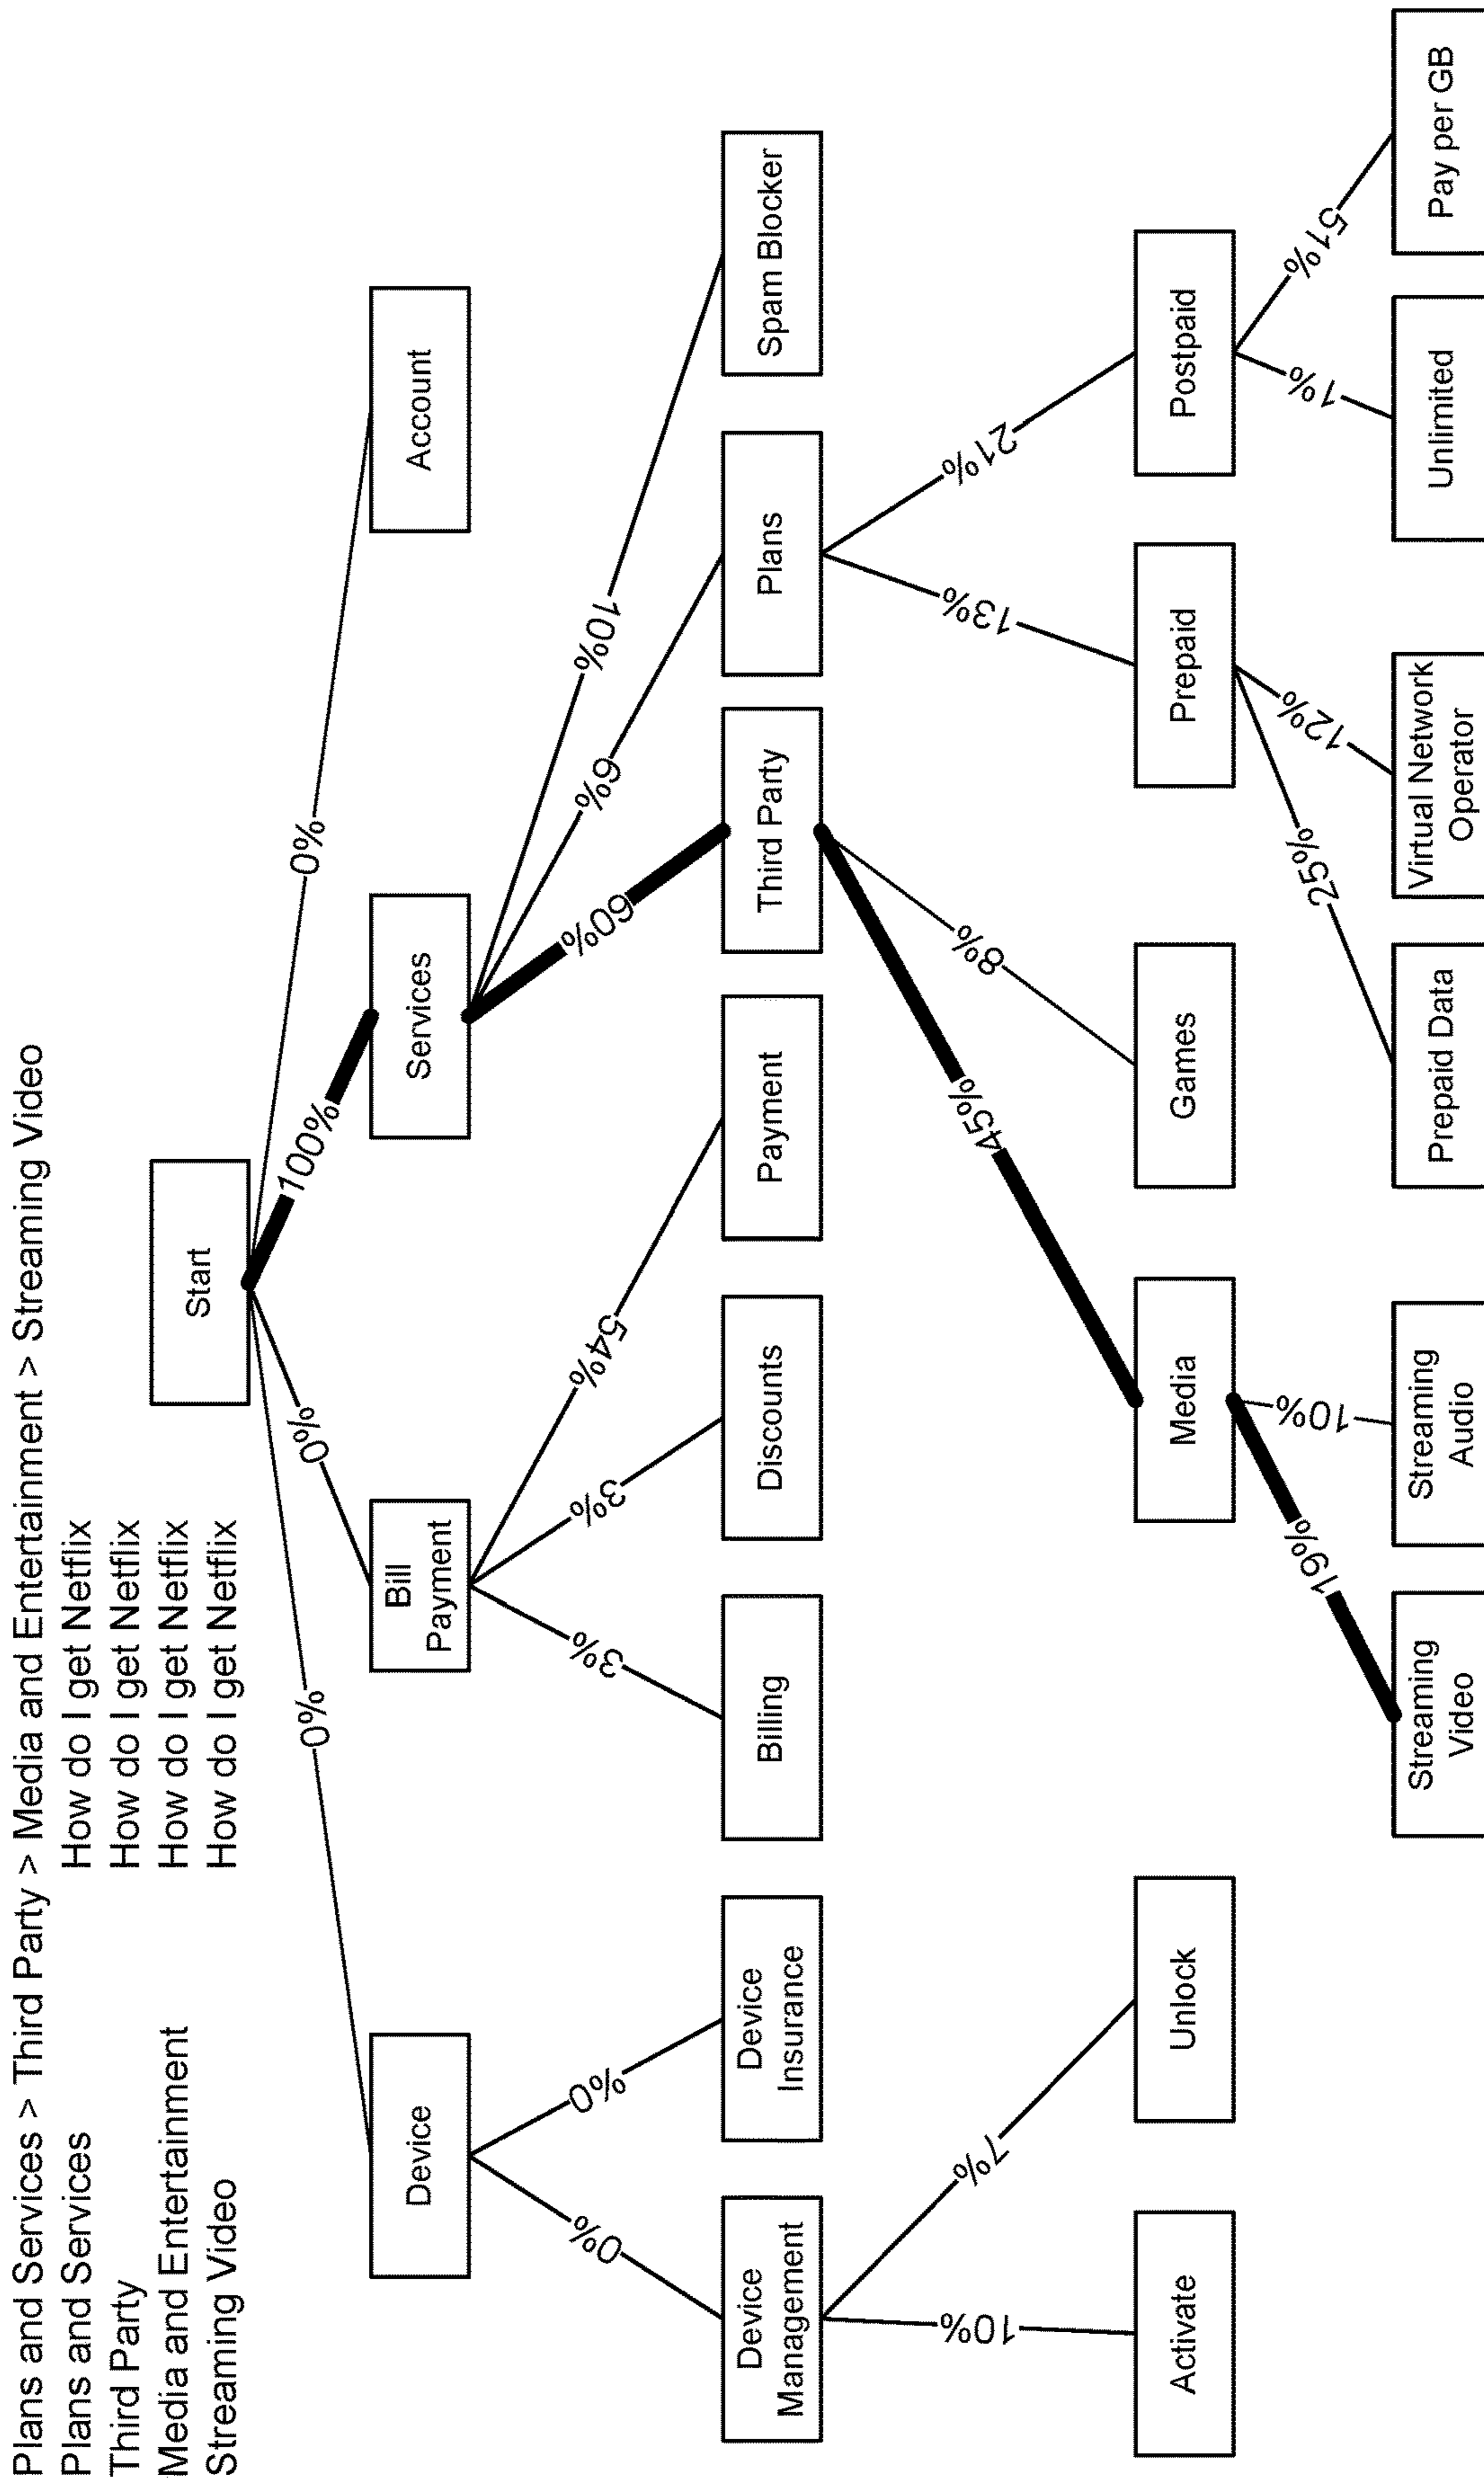 Plans and Services > Third Party > Media and Entertainment > Streaming Video
Plans and Services How do I get Netflix
Third Party How do I get Netflix
Media and Entertainment How do I get Netflix
Streaming Video How do I get Netflix
Start
0%
0%
100%
0%
Device
Bill
Payment
Services
Account
0%
0%
3%
3%
54%
60%
6%
10%
Device
Management
Device
Insurance
Billing
Discounts
Payment
Third Party
Plans
Spam Blocker
10%
7%
45%
8%
13%
21%
Activate
Unlock
Media
Games
Prepaid
Postpaid
19%
10%
25%
12%
1%
51%
Streaming
Video
Streaming
Audio
Prepaid Data
Virtual Network
Operator
Unlimited
Pay per GB